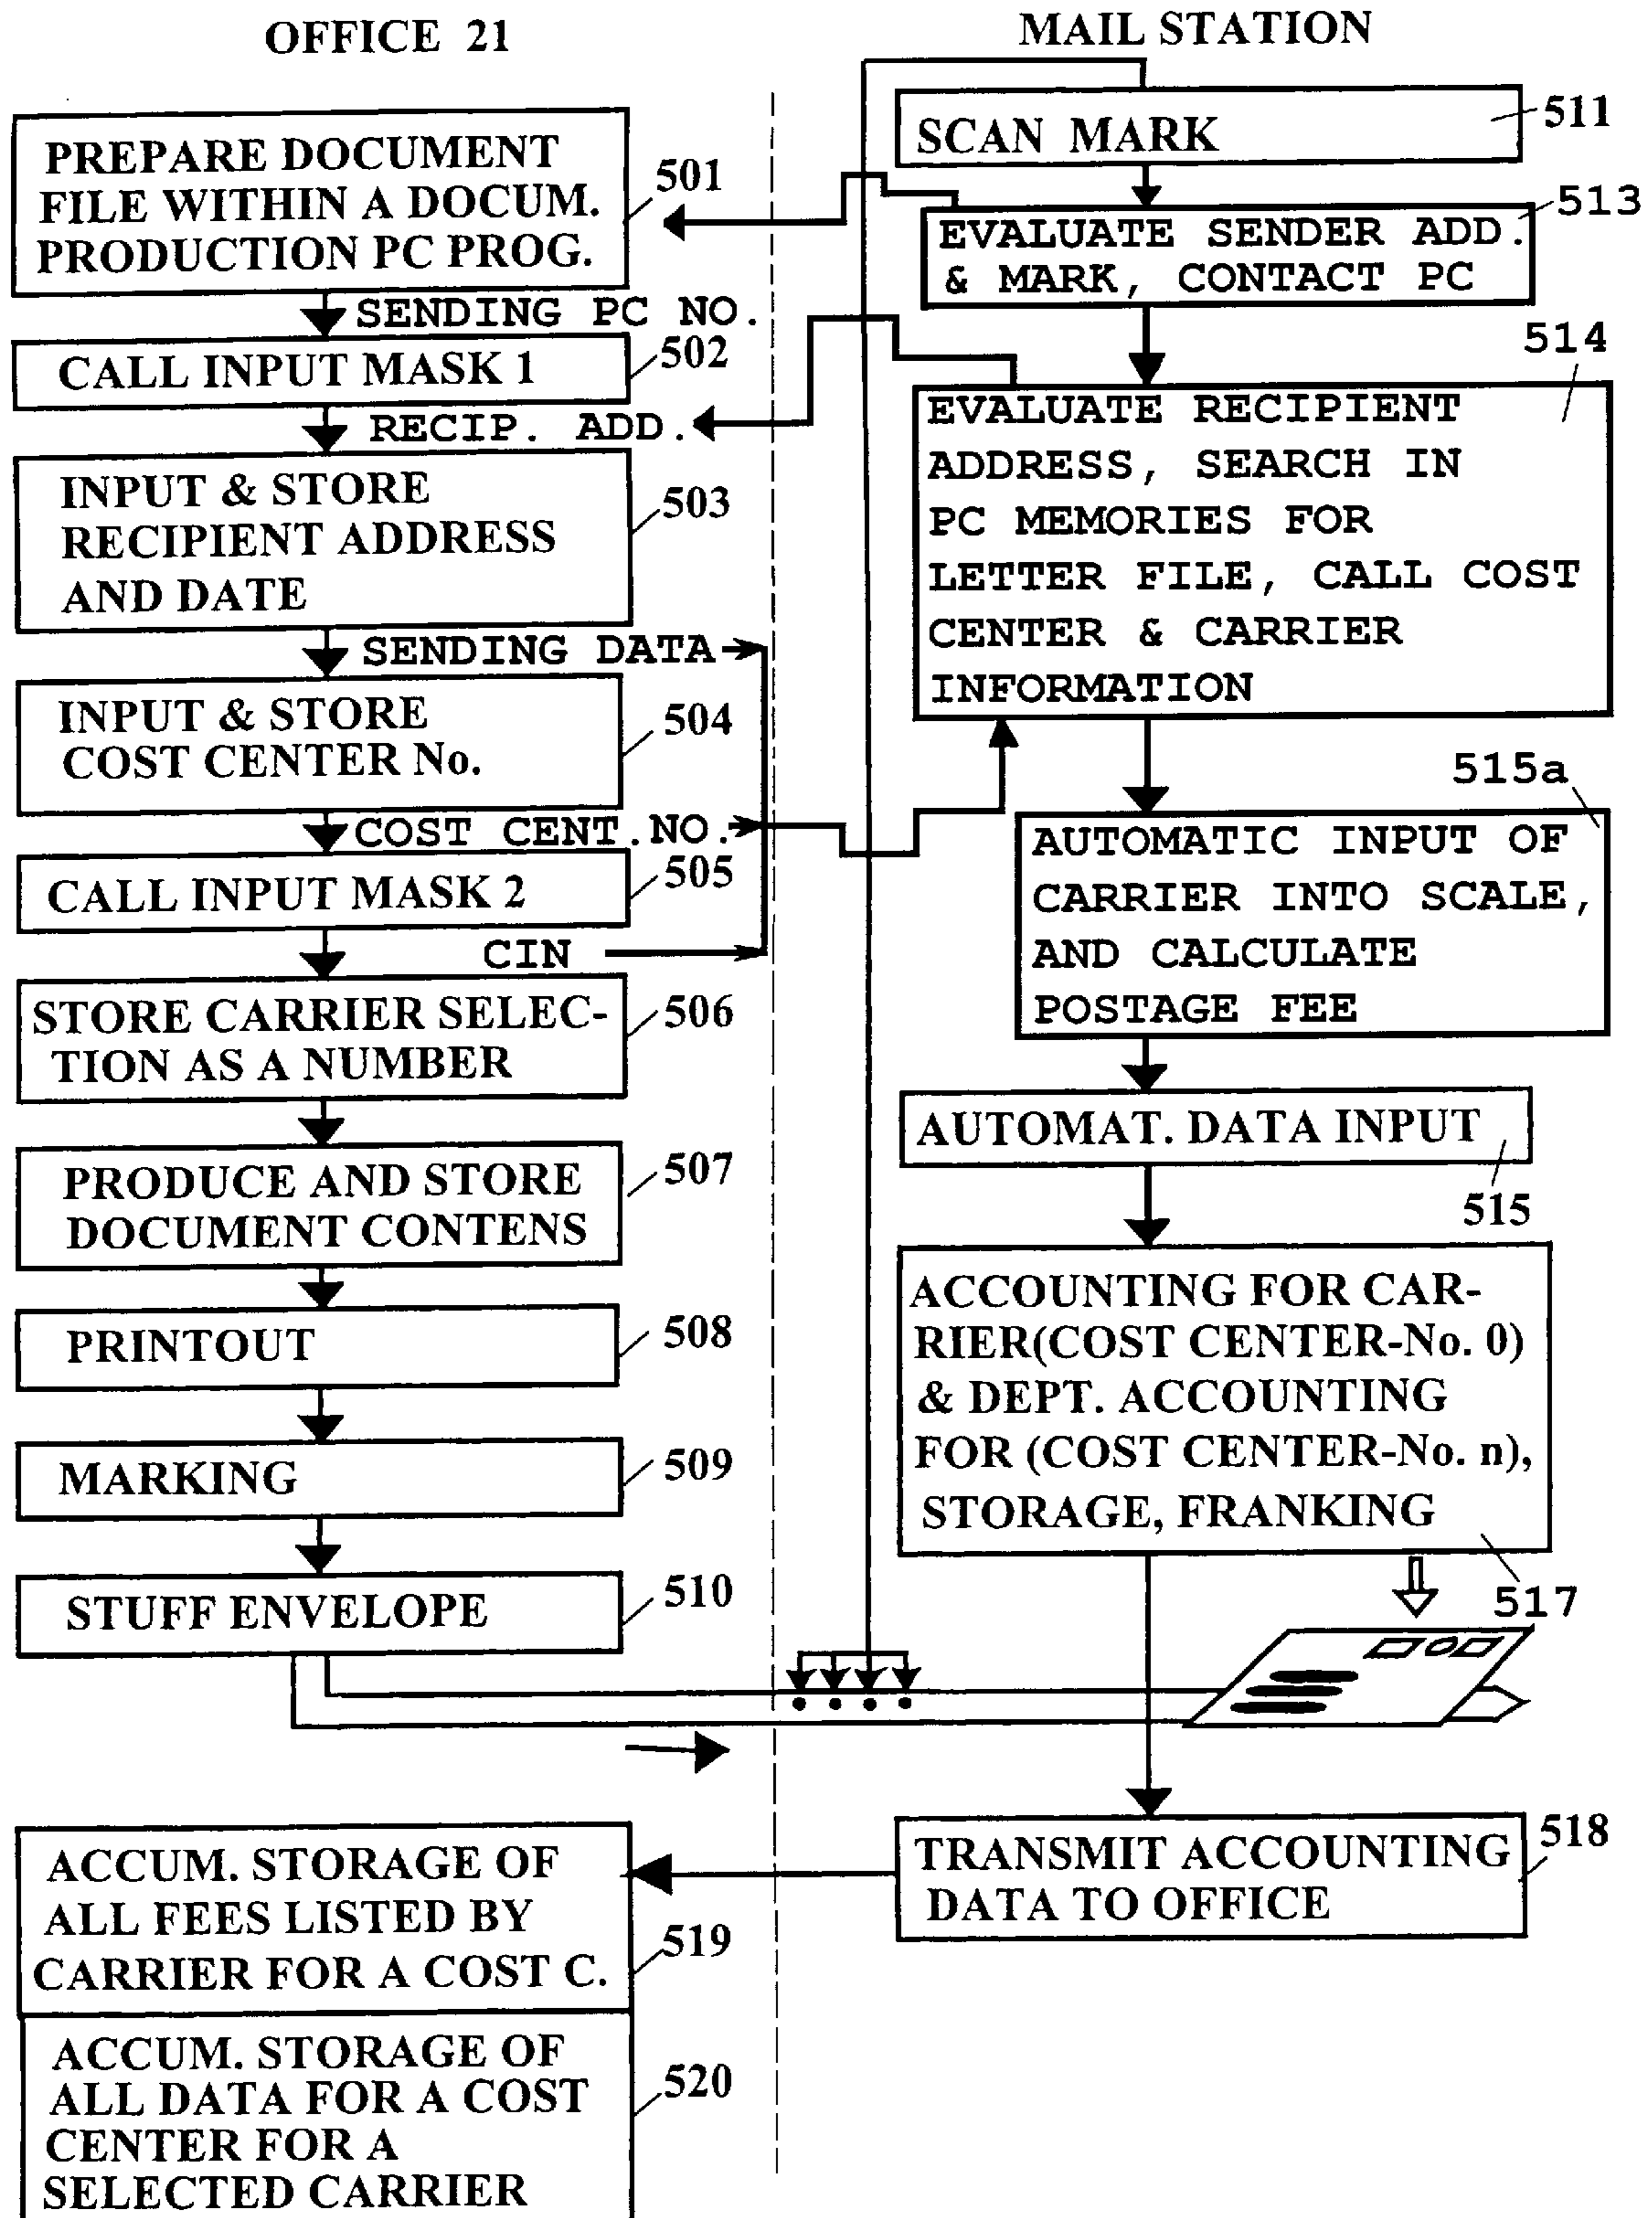 OFFICE 21
PREPARE DOCUMENT
FILE WITHIN A DOCUM.
PRODUCTION PC PROG.
501
SENDING PC NO.
CALL INPUT MASK 1
502
RECIP. ADD.
INPUT & STORE
RECIPIENT ADDRESS
AND DATE
503
SENDING DATA
INPUT & STORE
COST CENTER No.
504
COST CENT.NO.
CALL INPUT MASK 2
505
CIN
STORE CARRIER SELEC-
TION AS A NUMBER
506
PRODUCE AND STORE
DOCUMENT CONTENS
507
PRINTOUT
508
MARKING
509
STUFF ENVELOPE
510
ACCUM. STORAGE OF
ALL FEES LISTED BY
CARRIER FOR A COST C.
519
ACCUM. STORAGE OF
ALL DATA FOR A COST
CENTER FOR A
SELECTED CARRIER
520
MAIL STATION
SCAN MARK
511
EVALUATE SENDER ADD.
& MARK, CONTACT PC
513
EVALUATE RECIPIENT
ADDRESS, SEARCH IN
PC MEMORIES FOR
LETTER FILE, CALL COST
CENTER & CARRIER
INFORMATION
514
AUTOMATIC INPUT OF
CARRIER INTO SCALE,
AND CALCULATE
POSTAGE FEE
515a
AUTOMAT. DATA INPUT
515
ACCOUNTING FOR CAR-
RIER(COST CENTER-No. 0)
& DEPT. ACCOUNTING
FOR (COST CENTER-No. n),
STORAGE, FRANKING
517
TRANSMIT ACCOUNTING
DATA TO OFFICE
518